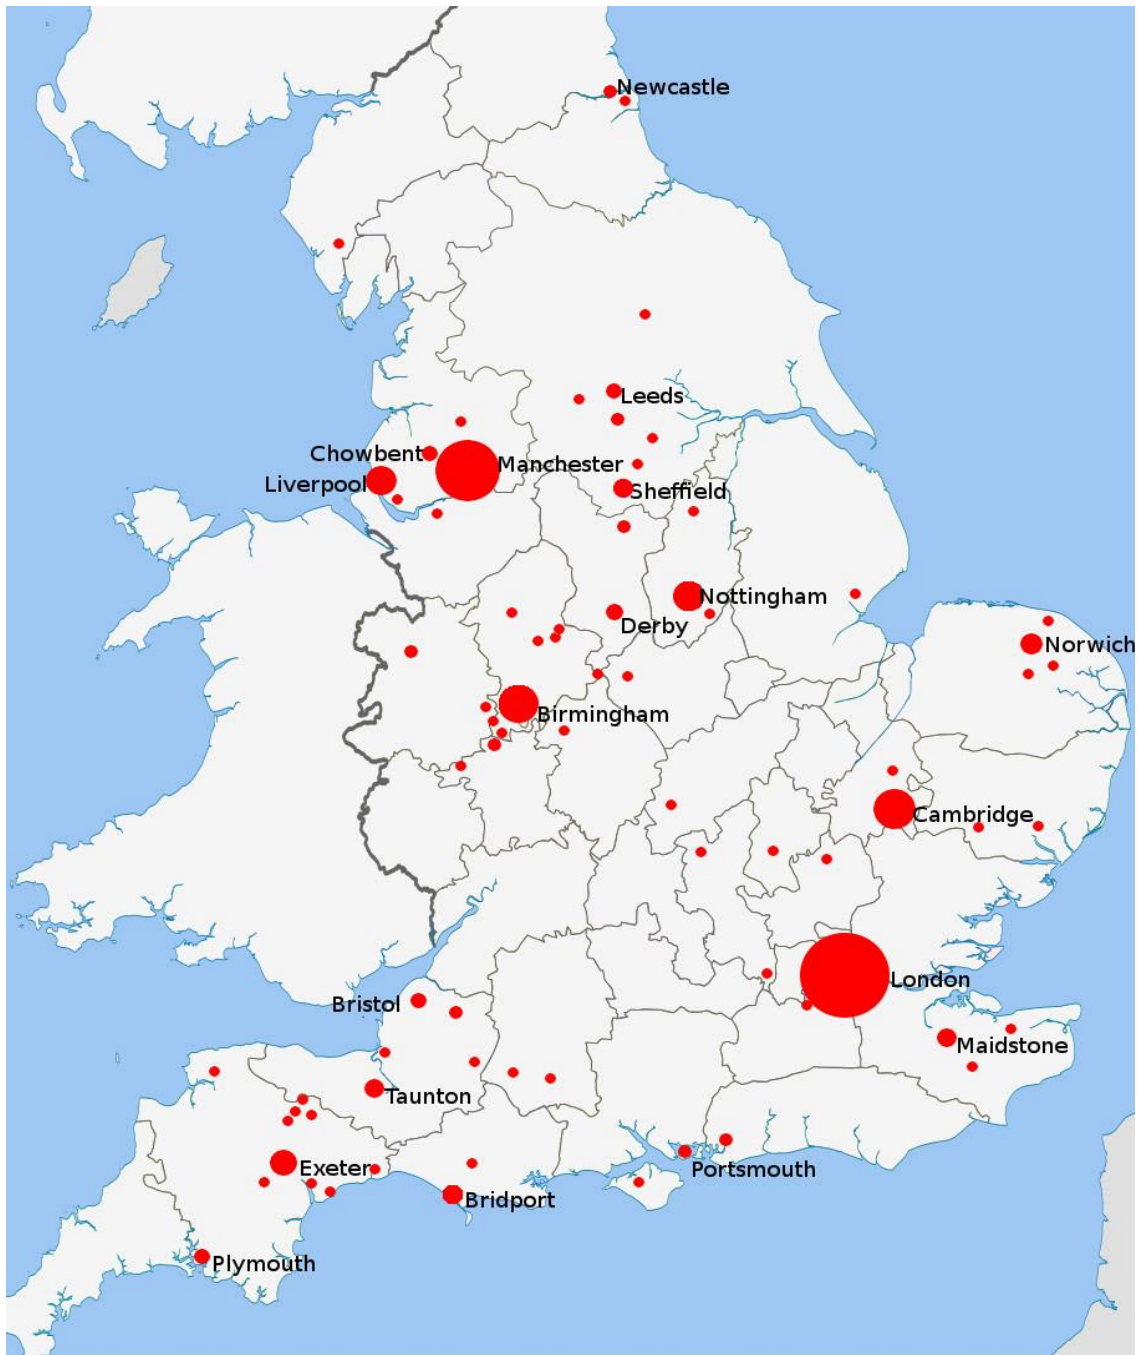 Newcastle
Leeds
Chowbent
Manchester
Liverpool
Sheffield
Nottingham
Derby
Norwich
Birmingham
Cambridge
London
Bristol
Maidstone
Taunton
Exeter
Portsmouth
Bridport
Plymouth